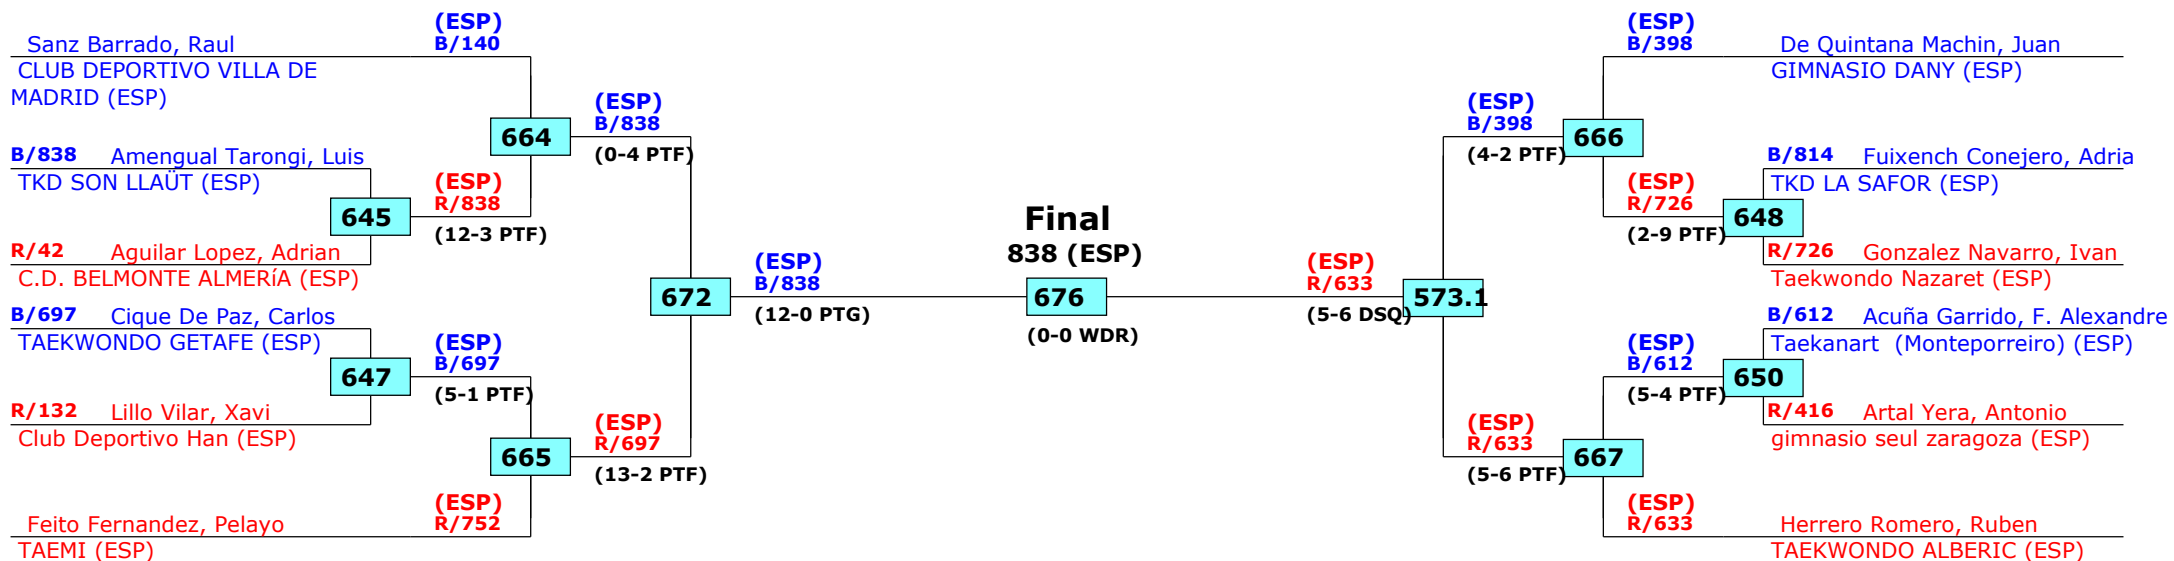 (ESP)
B/140
Sanz Barrado, Raul
CLUB DEPORTIVO VILLA DE
MADRID (ESP)
B/838 Amengual Tarongi, Luis
TKD SON LLAÜT (ESP)
645
R/42 Aguilar Lopez, Adrian
C.D. BELMONTE ALMERíA (ESP)
(ESP)
R/838
(12-3 PTF)
664
(ESP)
B/838
(0-4 PTF)
B/697 Cique De Paz, Carlos
TAEKWONDO GETAFE (ESP)
647
R/132 Lillo Vilar, Xavi
Club Deportivo Han (ESP)
(ESP)
B/697
(5-1 PTF)
665
(ESP)
R/697
(13-2 PTF)
(ESP)
R/752
Feito Fernandez, Pelayo
TAEMI (ESP)
672
(ESP)
B/838
(12-0 PTG)
Final
838 (ESP)
676
(0-0 WDR)
(ESP)
R/633
(5-6 DSQ)
573.1
(ESP)
B/398
(4-2 PTF)
666
(ESP)
B/398
De Quintana Machin, Juan
GIMNASIO DANY (ESP)
(ESP)
R/726
(2-9 PTF)
648
B/814 Fuixench Conejero, Adria
TKD LA SAFOR (ESP)
R/726 Gonzalez Navarro, Ivan
Taekwondo Nazaret (ESP)
(ESP)
R/633
(5-6 PTF)
667
(ESP)
B/612
(5-4 PTF)
650
B/612 Acuña Garrido, F. Alexandre
Taekanart (Monteporreiro) (ESP)
R/416 Artal Yera, Antonio
gimnasio seul zaragoza (ESP)
(ESP)
R/633
Herrero Romero, Ruben
TAEKWONDO ALBERIC (ESP)